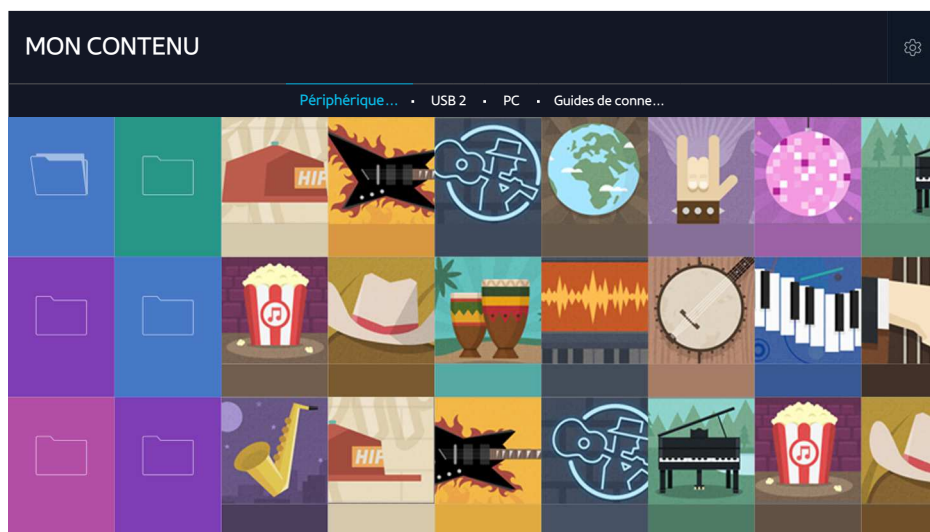 MON CONTENU
Périphérique... • USB 2 • PC • Guides de conne...
HIP
HIP